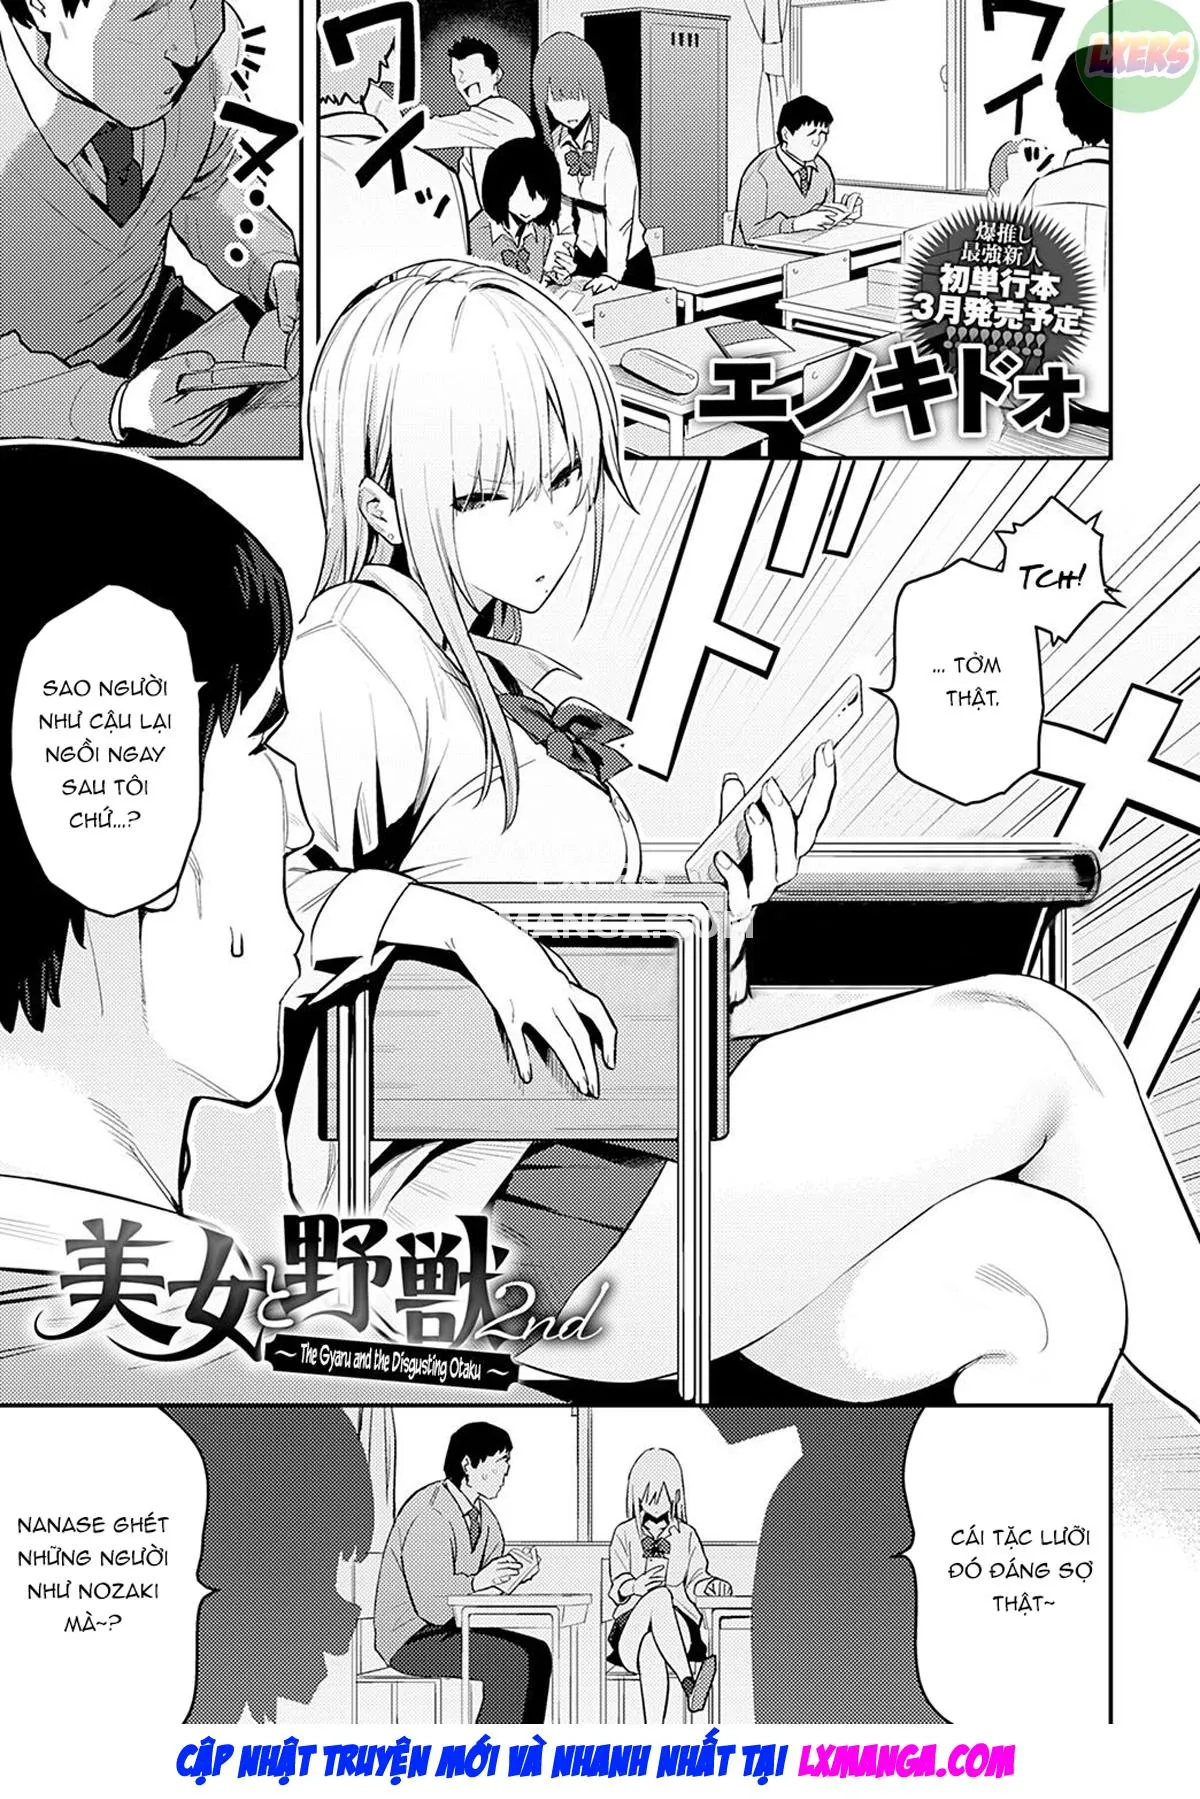 LXERS
ワイ
ワイ
爆推し
最強新人
初単行本
3月発売予定
エノキドォ
TCH!
... TỞM
THẬT.
SAO NGƯỜI
NHƯ CẬU LẠI
NGỒI NGAY
SAU TÔI
CHỨ...?
MANGA.COM
美女と野獣2nd
~ The Gyaru and the Disgusting Otaku ~
CÁI TẶC LƯỠI
ĐÓ ĐÁNG SỢ
THẬT~
NANASE GHÉT
NHỮNG NGƯỜI
NHƯ NOZAKI
MÀ~?
CẬP NHẬT TRUYỆN MỚI VÀ NHANH NHẤT TẠI LXMANGA.COM